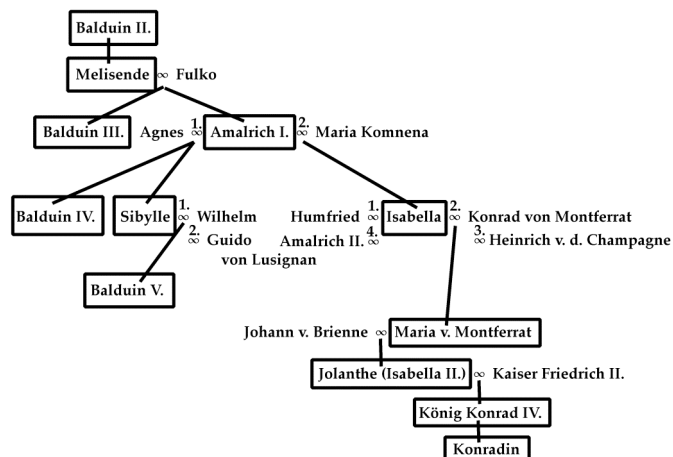 Balduin II.
Melisende ∞ Fulko
Balduin III. Agnes 1. ∞ Amalrich I. 2. ∞ Maria Komnena
Balduin IV. Sibylle 1. ∞ Wilhelm
2. ∞ Guido
von Lusignan
Humfried 1. ∞ Isabella 2. ∞ Konrad von Montferrat
Amalrich II. 4. ∞ 3. ∞ Heinrich v. d. Champagne
Balduin V.
Johann v. Brienne ∞ Maria v. Montferrat
Jolanthe (Isabella II.) ∞ Kaiser Friedrich II.
König Konrad IV.
Konradin